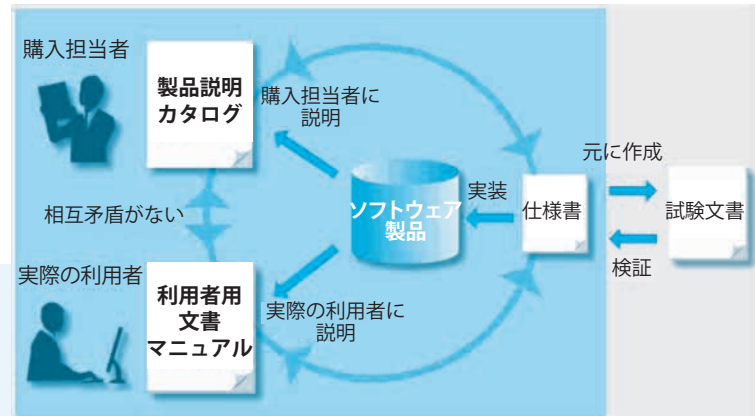 購入担当者
製品説明
カタログ
購入担当者に
説明
元に作成
相互矛盾がない
ソフトウェア
製品
実装
仕様書
試験文書
検証
実際の利用者
利用者用
文書
マニュアル
実際の利用者に
説明